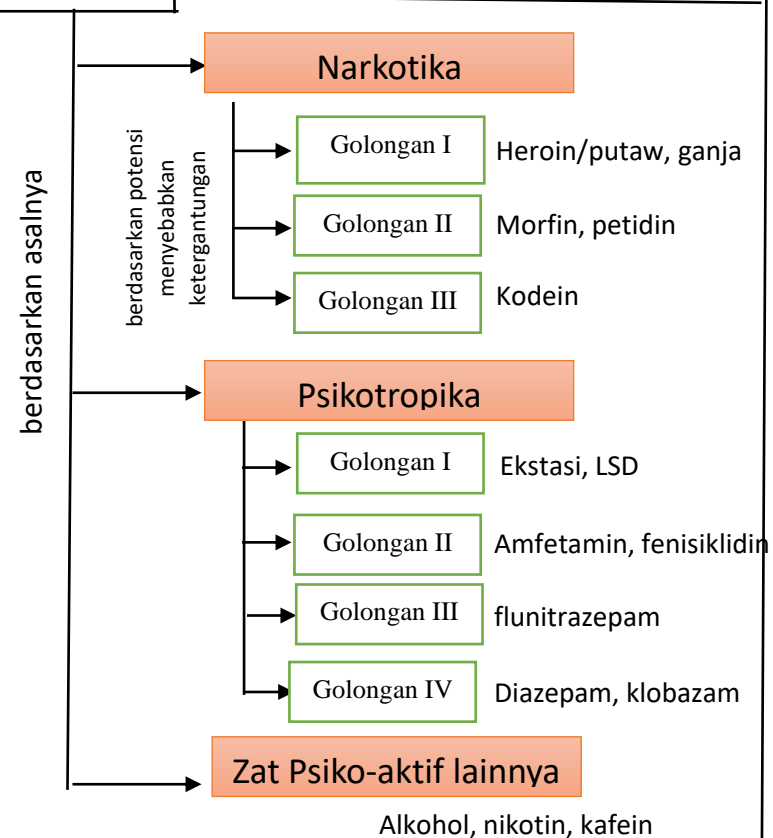 berdasarkan asalnya
Narkotika
berdasarkan potensi
menyebabkan
ketergantungan
Golongan I
Heroin/putaw, ganja
Golongan II
Morfin, petidin
Golongan III
Kodein
Psikotropika
Golongan I
Ekstasi, LSD
Golongan II
Amfetamin, fenisiklidin
Golongan III
flunitrazepam
Golongan IV
Diazepam, klobazam
Zat Psiko-aktif lainnya
Alkohol, nikotin, kafein